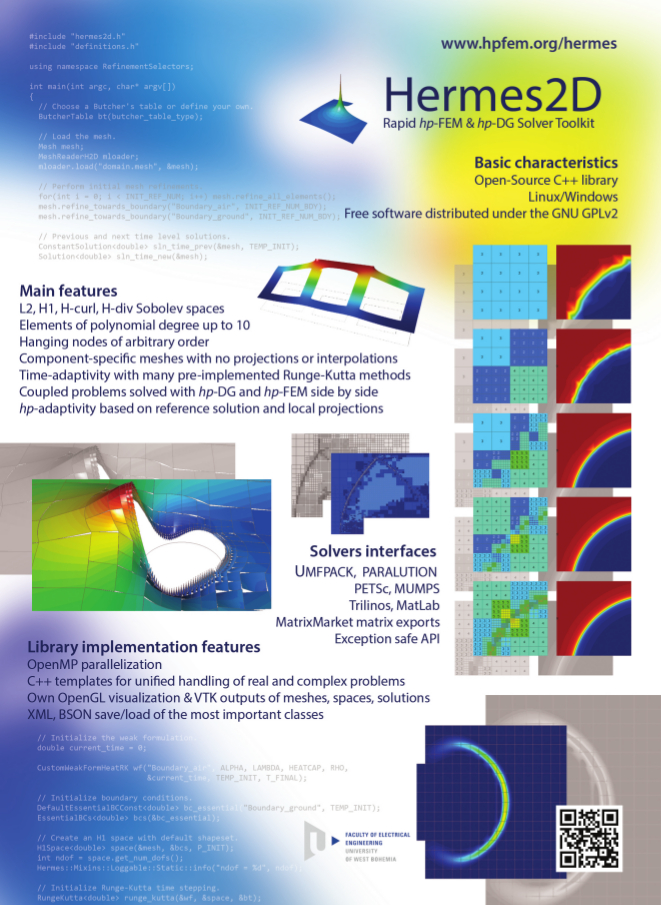 #include "hermes2d.h"
#include "definitions.h"
using namespace RefinementSelectors;
int main(int argc, char* argv[])
{
// Choose a Butcher's table or define your own.
ButcherTable bt(butcher_table_type);
// Load the mesh.
Mesh mesh;
MeshReaderH2D mloader;
mloader.load("domain.mesh", &mesh);
// Perform initial mesh refinements.
for(int i = 0; i < INIT_REF_NUM; i++) mesh.refine_all_elements();
mesh.refine_towards_boundary("Boundary_air", INIT_REF_NUM_BDY);
mesh.refine_towards_boundary("Boundary_ground", INIT_REF_NUM_BDY);
// Previous and next time level solutions.
ConstantSolution<double> sln_time_prev(&mesh, TEMP_INIT);
Solution<double> sln_time_new(&mesh);
www.hpfem.org/hermes
Hermes2D
Rapid hp-FEM & hp-DG Solver Toolkit
Basic characteristics
Open-Source C++ library
Linux/Windows
Free software distributed under the GNU GPLv2
Main features
L2, H1, H-curl, H-div Sobolev spaces
Elements of polynomial degree up to 10
Hanging nodes of arbitrary order
Component-specific meshes with no projections or interpolations
Time-adaptivity with many pre-implemented Runge-Kutta methods
Coupled problems solved with hp-DG and hp-FEM side by side
hp-adaptivity based on reference solution and local projections
Solvers interfaces
UMFPACK, PARALUTION
PETSc, MUMPS
Trilinos, MatLab
MatrixMarket matrix exports
Exception safe API
Library implementation features
OpenMP parallelization
C++ templates for unified handling of real and complex problems
Own OpenGL visualization & VTK outputs of meshes, spaces, solutions
XML, BSON save/load of the most important classes
// Initialize the weak formulation.
double current_time = 0;
CustomWeakFormHeatRK wf("Boundary_air", ALPHA, LAMBDA, HEATCAP, RHO,
&current_time, TEMP_INIT, T_FINAL);
// Initialize boundary conditions.
DefaultEssentialBCConst<double> bc_essential("Boundary_ground", TEMP_INIT);
EssentialBCs<double> bcs(&bc_essential);
// Create an H1 space with default shapeset.
H1Space<double> space(&mesh, &bcs, P_INIT);
int ndof = space.get_num_dofs();
Hermes::Mixins::Loggable::Static::info("ndof = %d", ndof);
// Initialize Runge-Kutta time stepping.
RungeKutta<double> runge_kutta(&wf, &space, &bt);
FACULTY OF ELECTRICAL
ENGINEERING
UNIVERSITY
OF WEST BOHEMIA